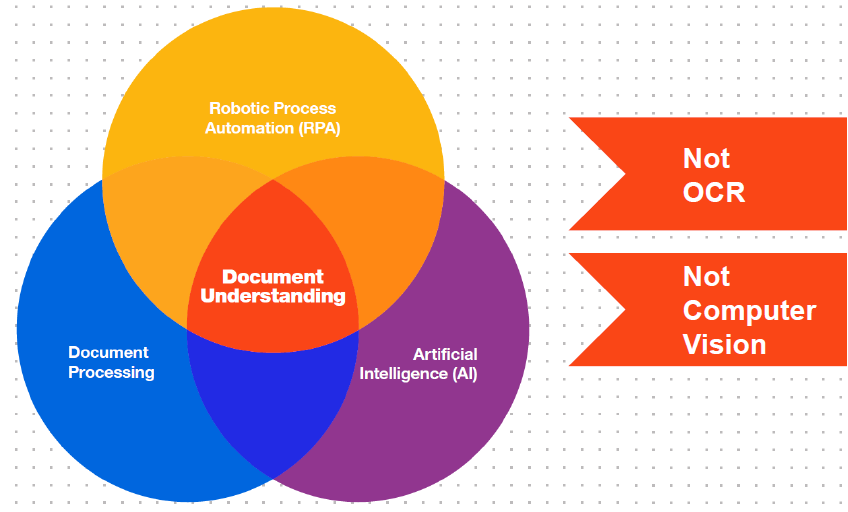 Robotic Process
Automation (RPA)
Document
Understanding
Document
Processing
Artificial
Intelligence (AI)
Not
OCR
Not
Computer
Vision